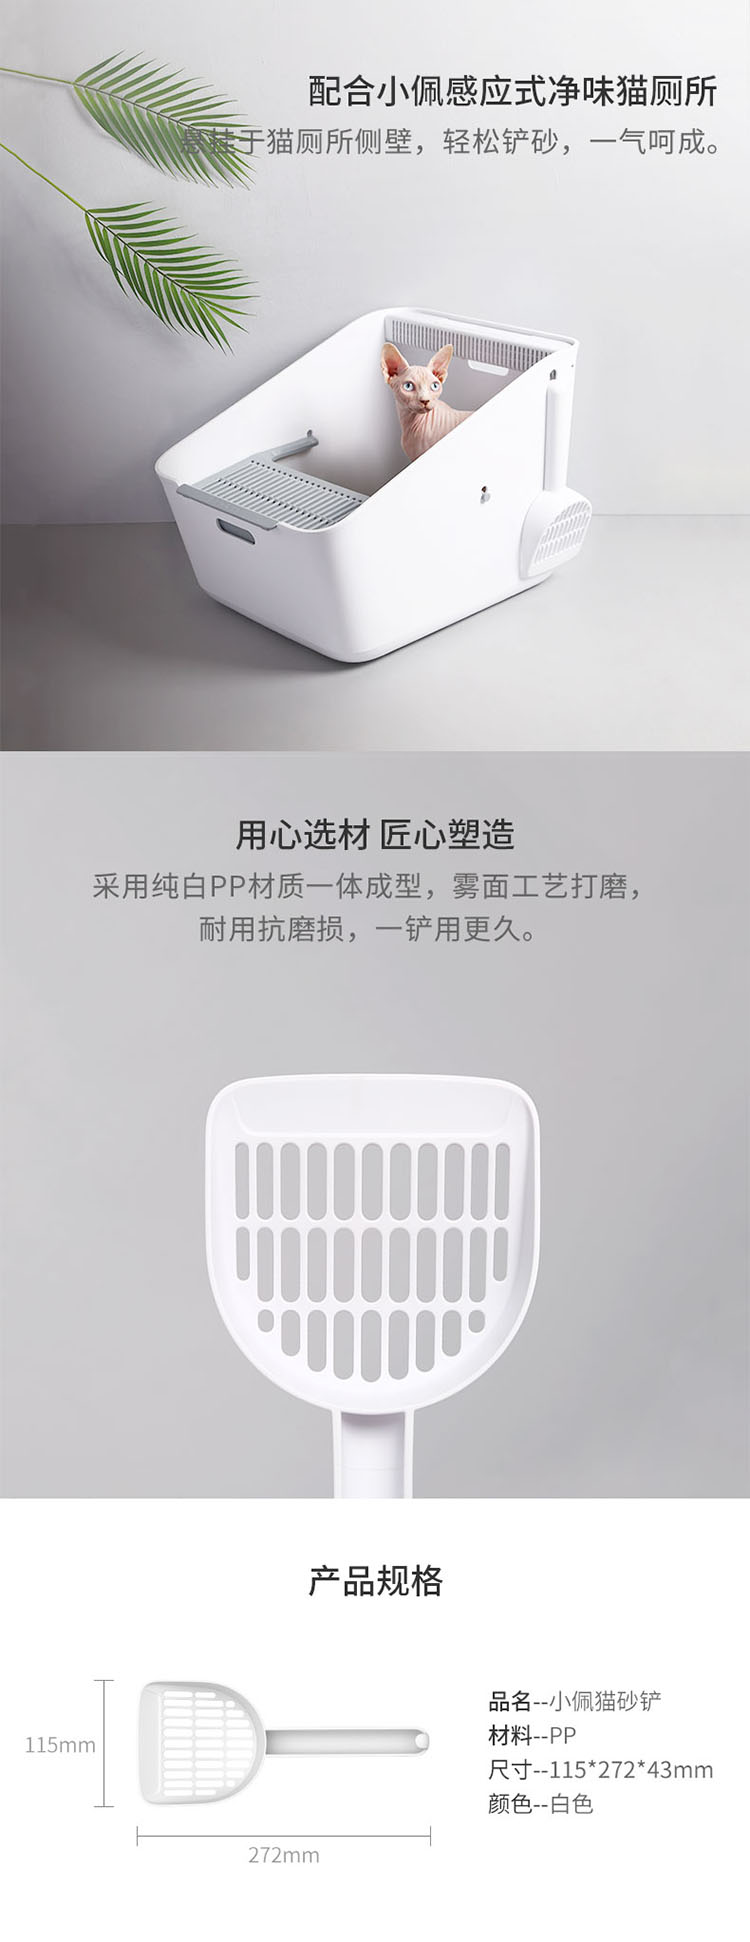 配合小佩感应式净味猫厕所
悬挂于猫厕所侧壁，轻松铲砂，一气呵成。
用心选材 匠心塑造
采用纯白PP材质一体成型，雾面工艺打磨，
耐用抗磨损，一铲用更久。
产品规格
115mm
272mm
品名--小佩猫砂铲
材料--PP
尺寸--115*272*43mm
颜色--白色